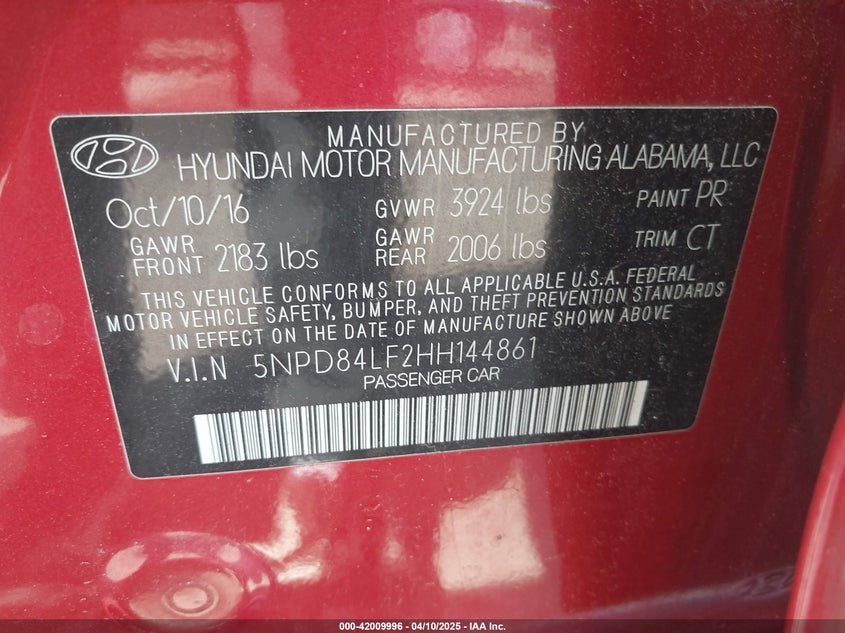 MANUFACTURED BY
HYUNDAI MOTOR MANUFACTURING ALABAMA, LLC
Oct/10/16 GVWR 3924 lbs PAINT PR
GAWR FRONT 2183 lbs GAWR REAR 2006 lbs TRIM CT
THIS VEHICLE CONFORMS TO ALL APPLICABLE U.S.A. FEDERAL
MOTOR VEHICLE SAFETY, BUMPER, AND THEFT PREVENTION STANDARDS
IN EFFECT ON THE DATE OF MANUFACTURE SHOWN ABOVE
V.I.N 5NPD84LF2HH144861
PASSENGER CAR
000-42009996 - 04/10/2025 - IAA Inc.